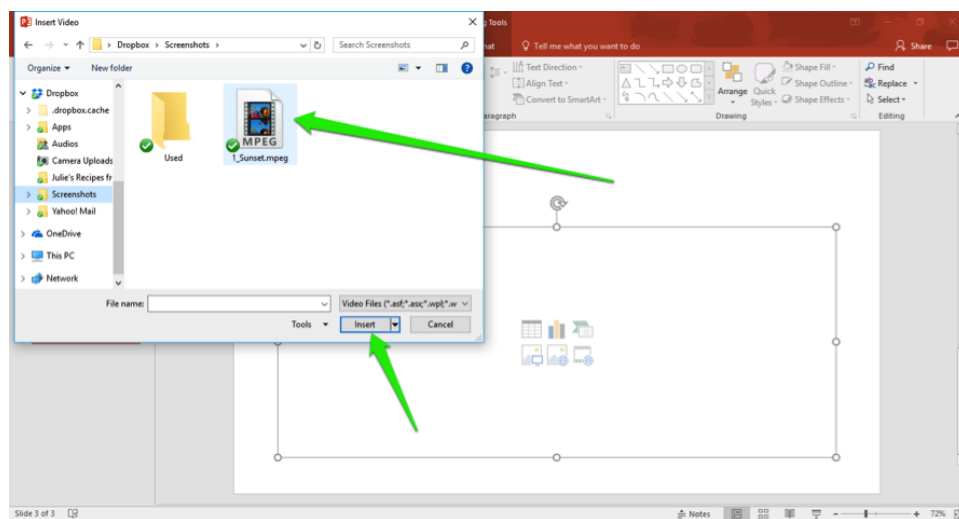 Insert Video
Tools
Dropbox > Screenshots >
Search Screenshots
Tell me what you want to do
Share
Organize
New folder
Text Direction
Align Text
Convert to SmartArt
Arrange
Quick
Styles
Shape Fill
Shape Outline
Shape Effects
Find
Replace
Select
Drawing
Editing
Dropbox
.dropbox.cache
Apps
Audios
Camera Uploads
Julie's Recipes fr
Screenshots
Yahoo! Mail
OneDrive
This PC
Network
Used
MPEG
1_Sunset.mpeg
File name:
Video Files (*.asf;*.asx;*.wpl;*.w
Tools
Insert
Cancel
Slide 3 of 3
Notes
72%